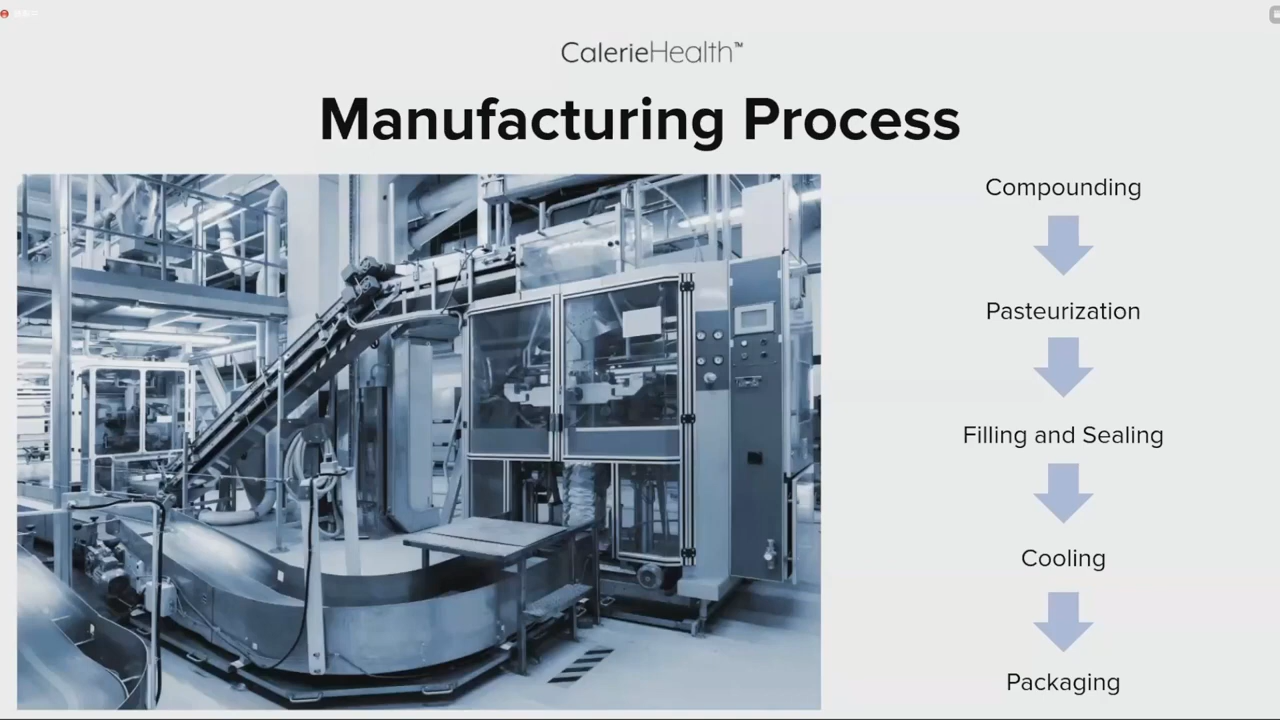 CalerieHealth™
Manufacturing Process
Compounding
Pasteurization
Filling and Sealing
Cooling
Packaging